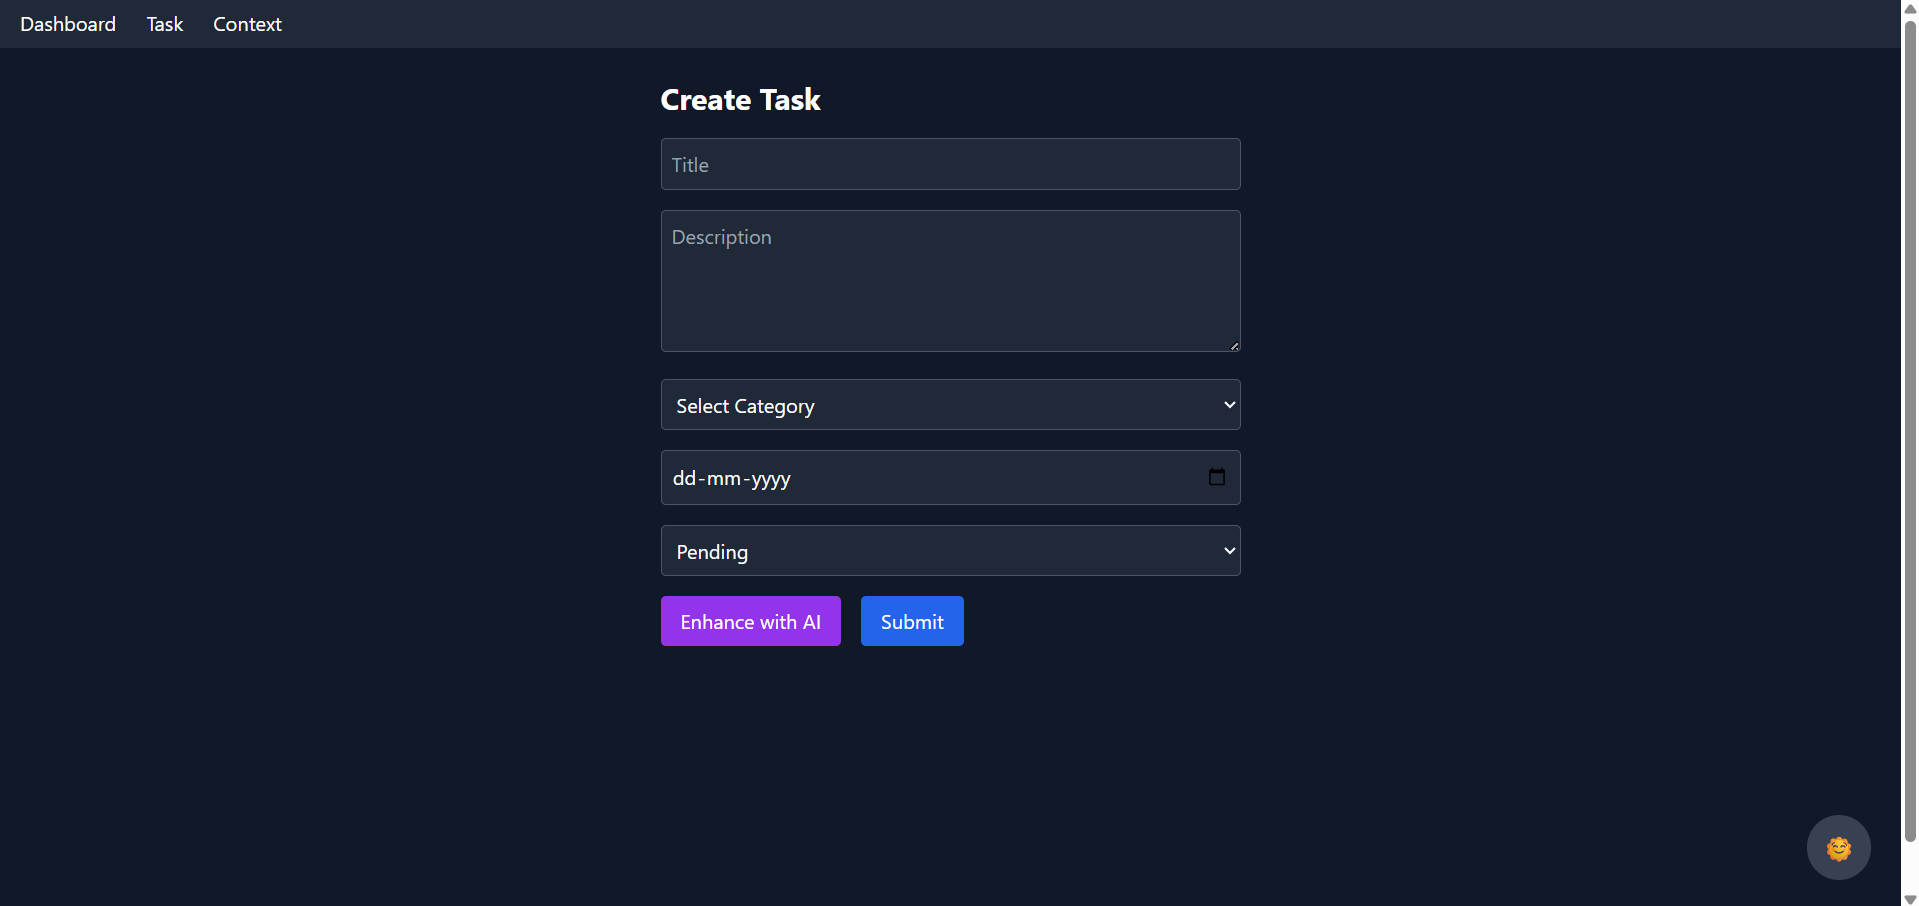 Dashboard Task Context
Create Task
Title
Description
Select Category
dd-mm-yyyy
Pending
Enhance with AI Submit